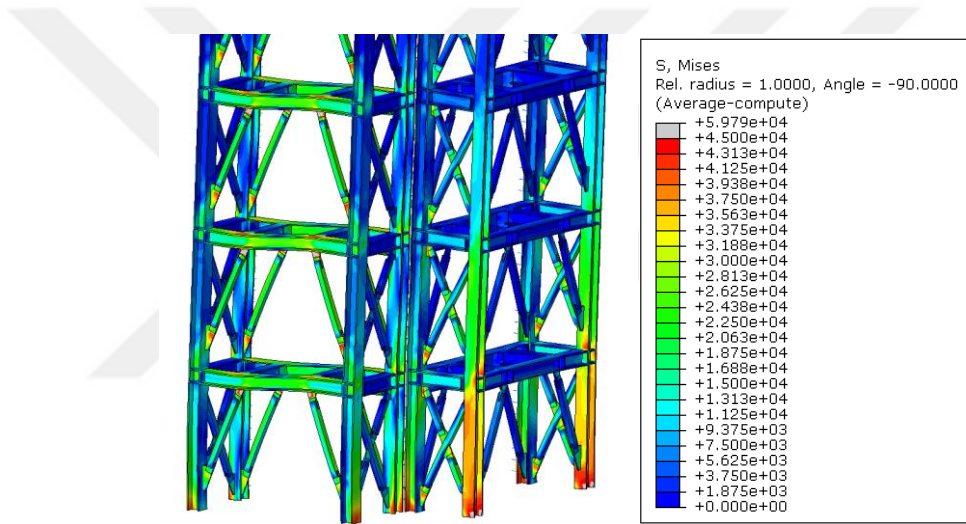 S, Mises
Rel. radius = 1.0000, Angle = -90.0000
(Average-compute)
+5.979e+04
+4.500e+04
+4.313e+04
+4.125e+04
+3.938e+04
+3.750e+04
+3.563e+04
+3.375e+04
+3.188e+04
+3.000e+04
+2.813e+04
+2.625e+04
+2.438e+04
+2.250e+04
+2.063e+04
+1.875e+04
+1.688e+04
+1.500e+04
+1.313e+04
+1.125e+04
+9.375e+03
+7.500e+03
+5.625e+03
+3.750e+03
+1.875e+03
+0.000e+00